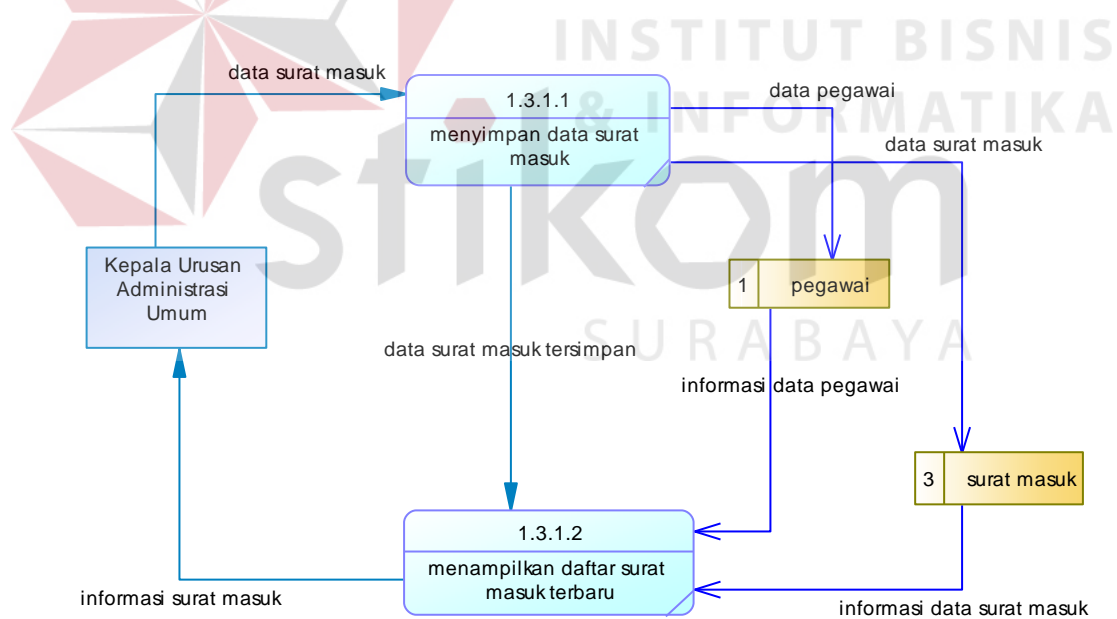 INSTITUT BISNIS
& INFORMATIKA
stikom
SURABAYA
data surat masuk
1.3.1.1
menyimpan data surat
masuk
data pegawai
data surat masuk
Kepala Urusan
Administrasi
Umum
1 pegawai
data surat masuk tersimpan
informasi data pegawai
3 surat masuk
1.3.1.2
menampilkan daftar surat
masuk terbaru
informasi surat masuk
informasi data surat masuk